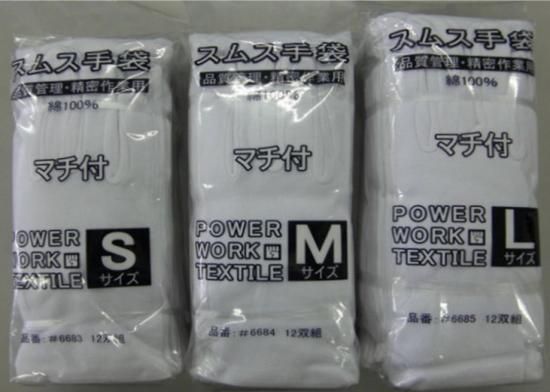 スムス手袋
品質管理・精密作業用
綿100%
マチ付
POWER
WORK
TEXTILE
S
サイズ
品番:#6683 12双組
スムス手袋
品質管理・精密作業用
綿100%
マチ付
POWER
WORK
TEXTILE
M
サイズ
品番:#6684 12双組
スムス手袋
品質管理・精密作業用
綿100%
マチ付
POWER
WORK
TEXTILE
L
サイズ
品番:#6685 12双組